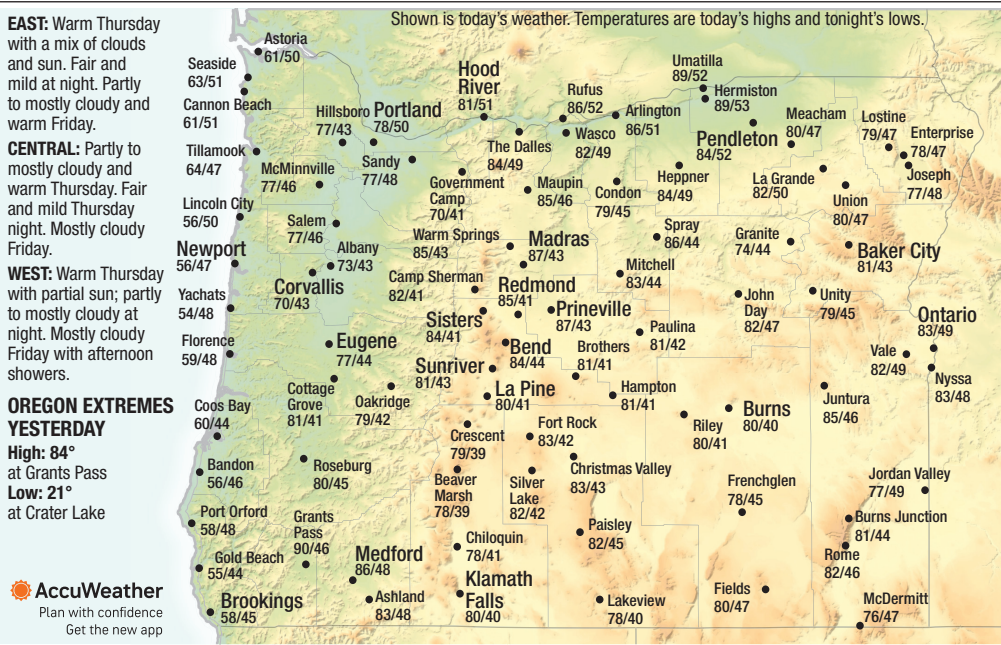 Shown is today's weather. Temperatures are today's highs and tonight's lows.
EAST: Warm Thursday
with a mix of clouds
and sun. Fair and
mild at night. Partly
to mostly cloudy and
warm Friday.
CENTRAL: Partly to
mostly cloudy and
warm Thursday. Fair
and mild Thursday
night. Mostly cloudy
Friday.
WEST: Warm Thursday
with partial sun; partly
to mostly cloudy at
night. Mostly cloudy
Friday with afternoon
showers.
OREGON EXTREMES
YESTERDAY
High: 84°
at Grants Pass
Low: 21°
at Crater Lake
AccuWeather
Plan with confidence
Get the new app
Astoria
61/50
Seaside
63/51
Cannon Beach
61/51
Hillsboro
77/43
Portland
78/50
Hood
River
81/51
Rufus
86/52
Umatilla
89/52
Hermiston
89/53
Arlington
86/51
Wasco
82/49
The Dalles
84/49
Pendleton
84/52
Meacham
80/47
Lostine
79/47
Enterprise
78/47
Joseph
77/48
Tillamook
64/47
McMinnville
77/46
Sandy
77/48
Government
Camp
70/41
Maupin
85/46
Condon
79/45
Heppner
84/49
La Grande
82/50
Union
80/47
Lincoln City
56/50
Salem
77/46
Warm Springs
85/43
Madras
87/43
Spray
86/44
Granite
74/44
Baker City
81/43
Newport
56/47
Albany
73/43
Corvallis
70/43
Camp Sherman
82/41
Redmond
85/41
Mitchell
83/44
Prineville
87/43
John
Day
82/47
Unity
79/45
Ontario
83/49
Yachats
54/48
Sisters
84/41
Paulina
81/42
Florence
59/48
Eugene
77/44
Bend
84/44
Brothers
81/41
Vale
82/49
Nyssa
83/48
Sunriver
81/43
Cottage
Grove
81/41
Oakridge
79/42
La Pine
80/41
Hampton
81/41
Juntura
85/46
Coos Bay
60/44
Crescent
79/39
Fort Rock
83/42
Riley
80/41
Burns
80/40
Bandon
56/46
Roseburg
80/45
Beaver
Marsh
78/39
Silver
Lake
82/42
Christmas Valley
83/43
Frenchglen
78/45
Jordan Valley
77/49
Port Orford
58/48
Grants
Pass
90/46
Paisley
82/45
Burns Junction
81/44
Chiloquin
78/41
Rome
82/46
Gold Beach
55/44
Medford
86/48
Klamath
Falls
80/40
Brookings
58/45
Ashland
83/48
Lakeview
78/40
Fields
80/47
McDermitt
76/47